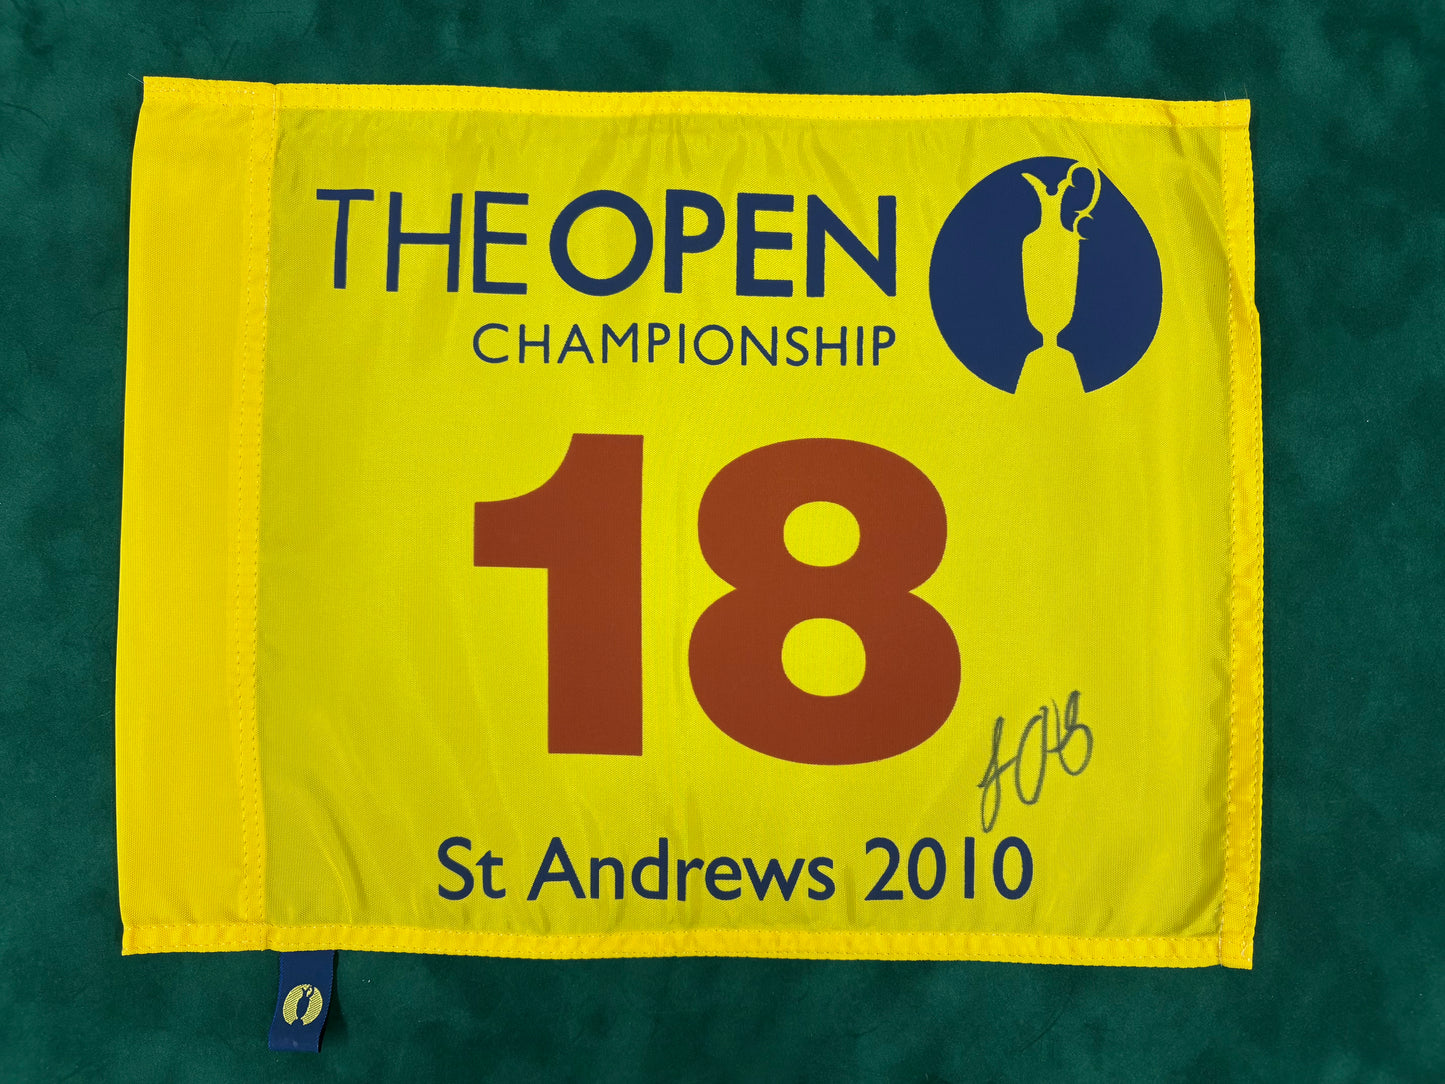 THE OPEN
CHAMPIONSHIP
18
St Andrews 2010